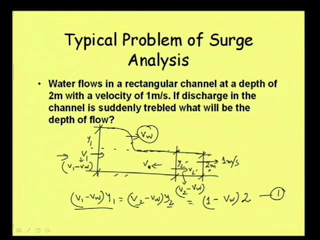 Typical Problem of Surge
Analysis
• Water flows in a rectangular channel at a depth of
2m with a velocity of 1m/s. If discharge in
the channel is suddenly trebled what will be the
depth of flow?
Vw
y₁
V₁
(V₁-Vw)
y₂
2m
1m/s
V₂
(V₂-Vw)
(V₁-Vw)y₁ = (V₂-Vw)y₂ = (1-Vw)2 — 1